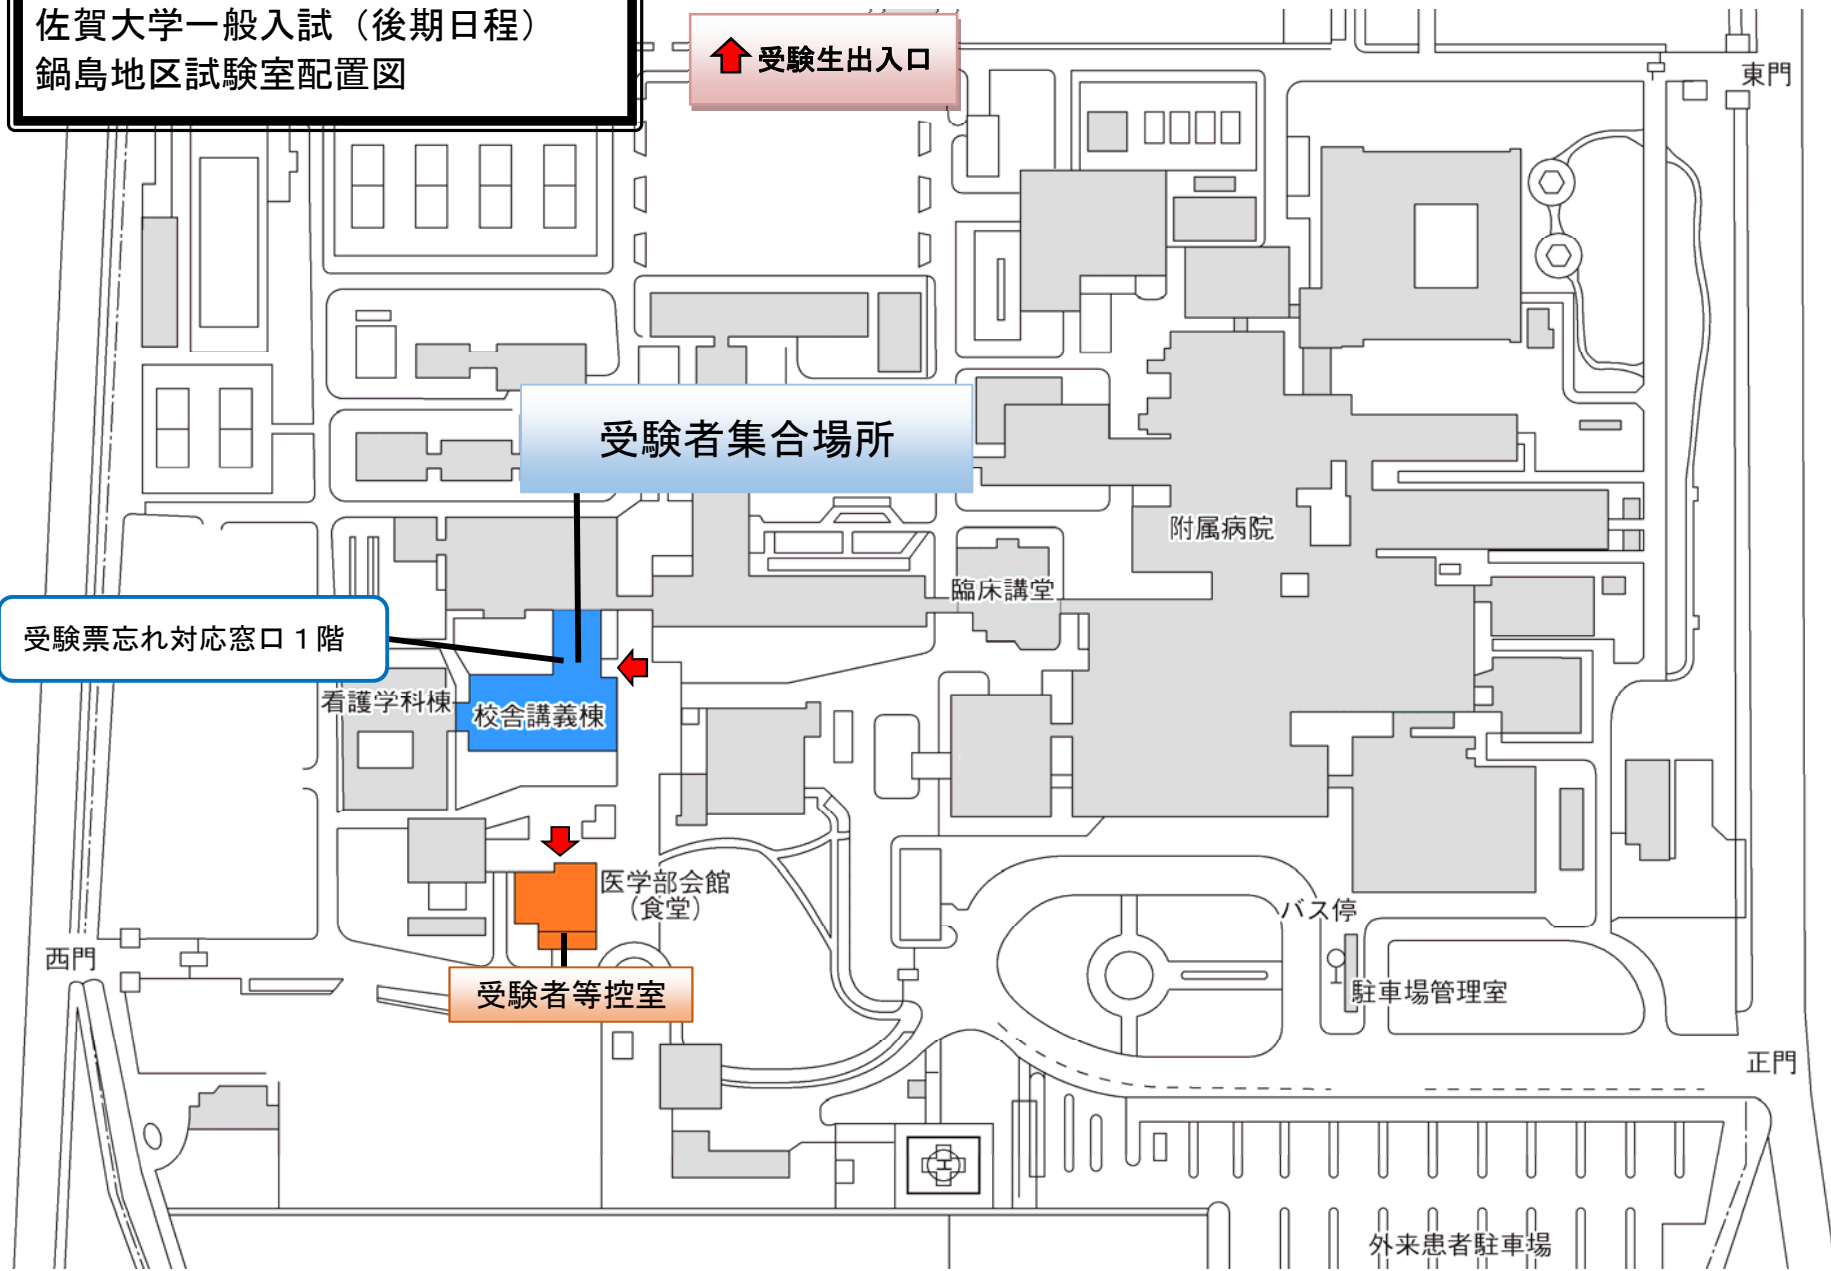 佐賀大学一般入試（後期日程）
鍋島地区試験室配置図
受験生出入口
東門
受験者集合場所
附属病院
臨床講堂
受験票忘れ対応窓口１階
看護学科棟
校舎講義棟
医学部会館
（食堂）
バス停
西門
受験者等控室
駐車場管理室
正門
外来患者駐車場